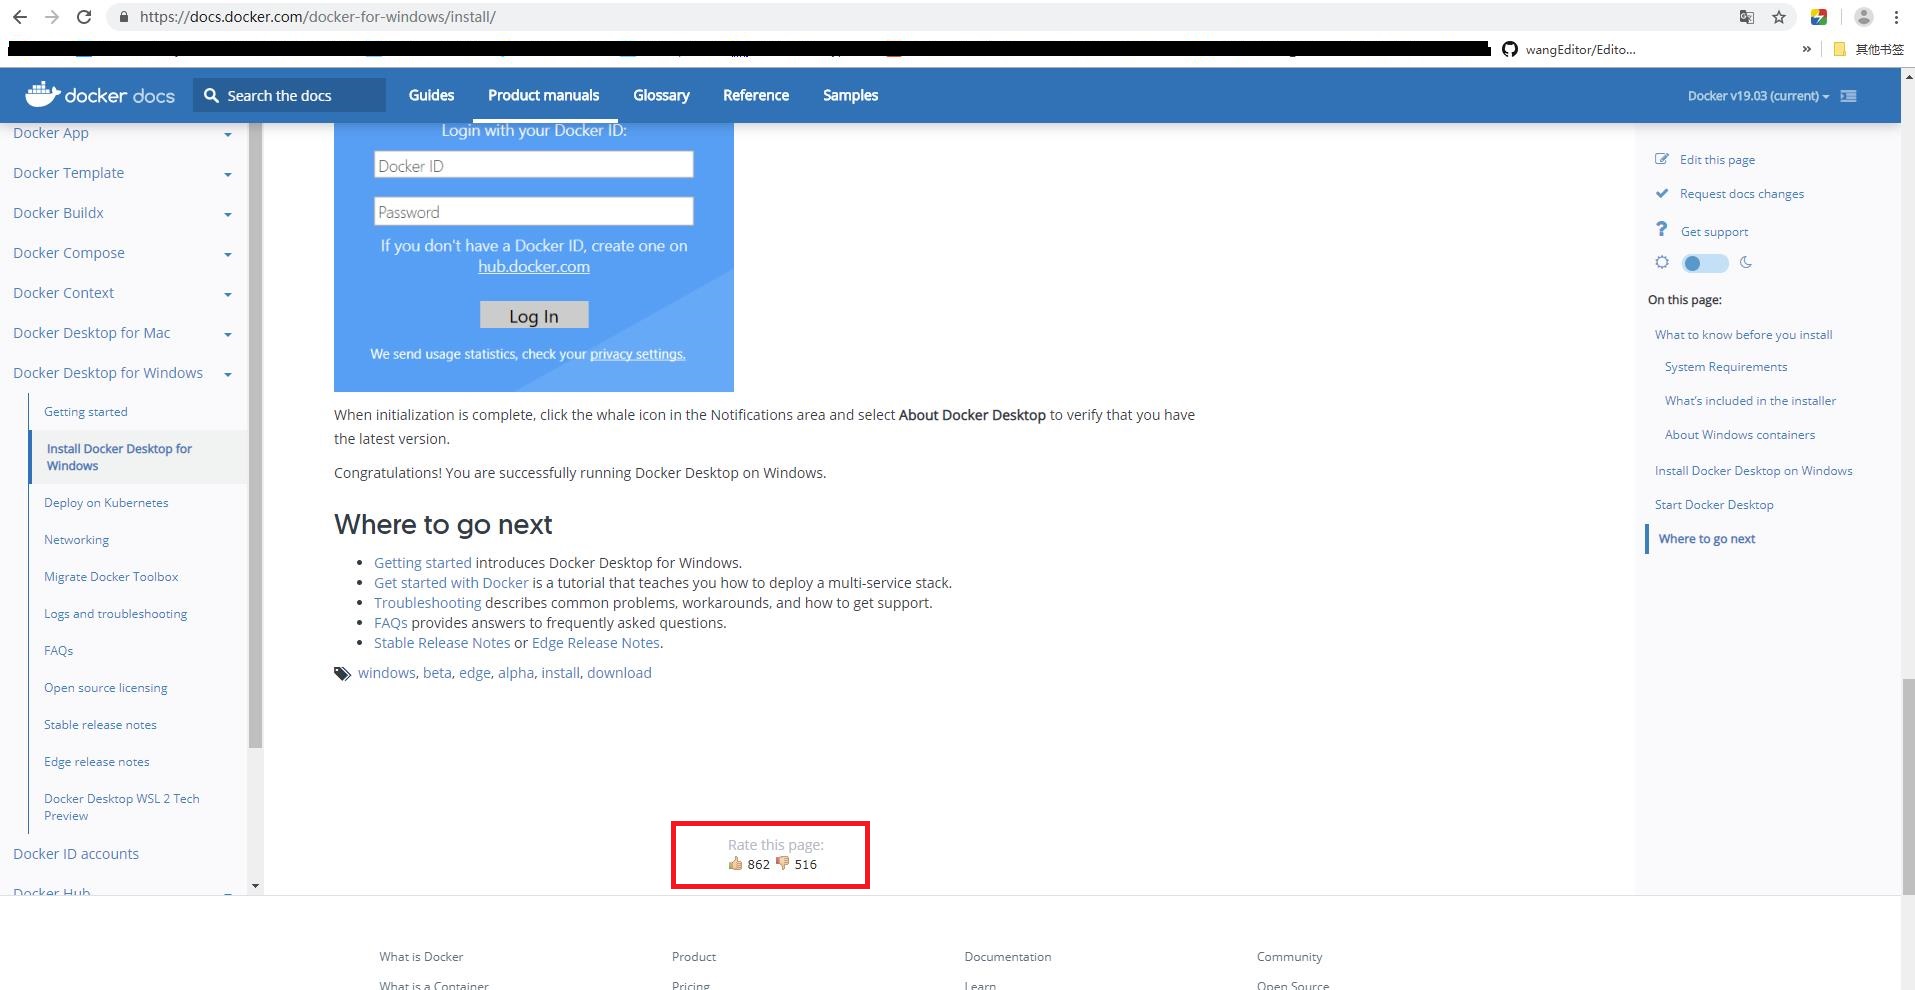 https://docs.docker.com/docker-for-windows/install/
wangEditor/Edito...
»
其他书签
docker docs
Search the docs
Guides
Product manuals
Glossary
Reference
Samples
Docker v19.03 (current)
Docker App
Docker Template
Docker Buildx
Docker Compose
Docker Context
Docker Desktop for Mac
Docker Desktop for Windows
Getting started
Install Docker Desktop for
Windows
Deploy on Kubernetes
Networking
Migrate Docker Toolbox
Logs and troubleshooting
FAQs
Open source licensing
Stable release notes
Edge release notes
Docker Desktop WSL 2 Tech
Preview
Docker ID accounts
Docker Hub
Login with your Docker ID:
Docker ID
Password
If you don't have a Docker ID, create one on
hub.docker.com
Log In
We send usage statistics, check your privacy settings.
When initialization is complete, click the whale icon in the Notifications area and select About Docker Desktop to verify that you have
the latest version.
Congratulations! You are successfully running Docker Desktop on Windows.
Where to go next
• Getting started introduces Docker Desktop for Windows.
• Get started with Docker is a tutorial that teaches you how to deploy a multi-service stack.
• Troubleshooting describes common problems, workarounds, and how to get support.
• FAQs provides answers to frequently asked questions.
• Stable Release Notes or Edge Release Notes.
windows, beta, edge, alpha, install, download
Rate this page:
862 516
Edit this page
Request docs changes
Get support
On this page:
What to know before you install
System Requirements
What's included in the installer
About Windows containers
Install Docker Desktop on Windows
Start Docker Desktop
Where to go next
What is Docker
Product
Documentation
Community
What is a Container
Pricing
Learn
Open Source